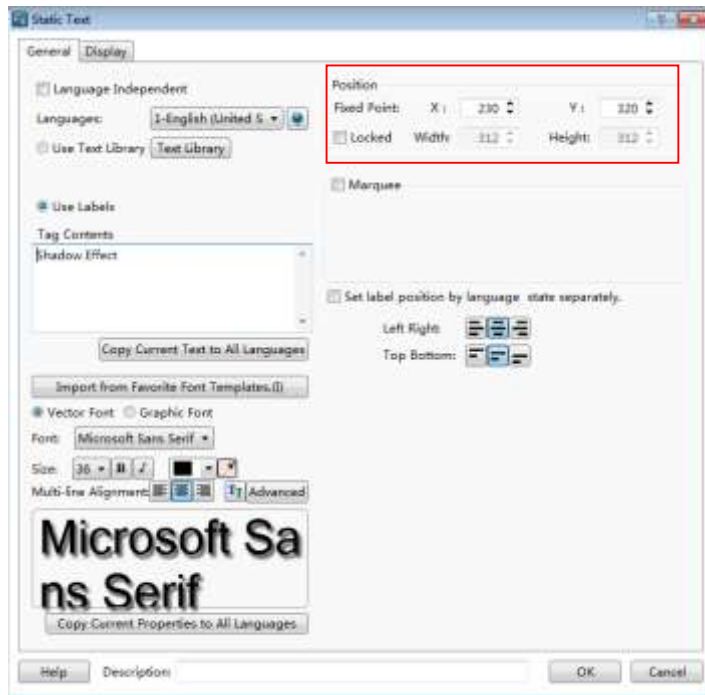 Static Text
General Display
Language Independent
Languages: 1-English (United S
Use Text Library Text Library
Use Labels
Tag Contents
Shadow Effect
Copy Current Text to All Languages
Import from Favorite Font Templates.(I)
Vector Font Graphic Font
Font: Microsoft Sans Serif
Size: 36 B I
Multi-line Alignment: Advanced
Microsoft Sa
ns Serif
Copy Current Properties to All Languages
Position
Fixed Point: X : 230 Y : 320
Locked Width: 312 Height: 312
Marquee
Set label position by language state separately.
Left Right:
Top Bottom:
Help Description: OK Cancel